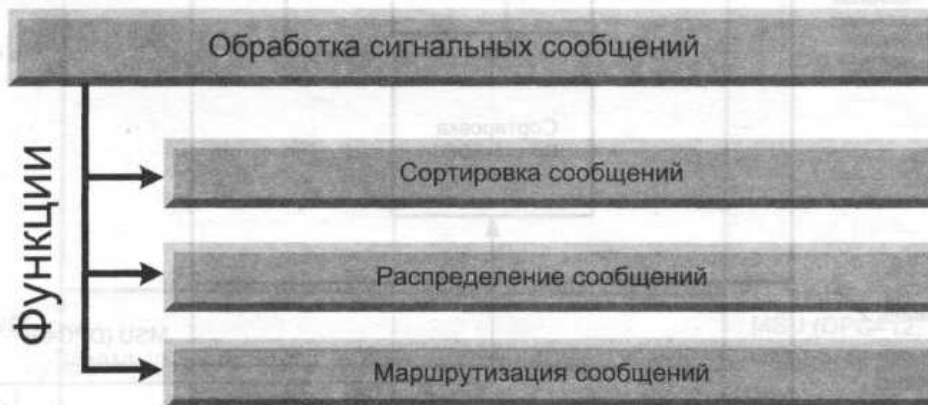 Обработка сигнальных сообщений
Функции
Сортировка сообщений
Распределение сообщений
Маршрутизация сообщений